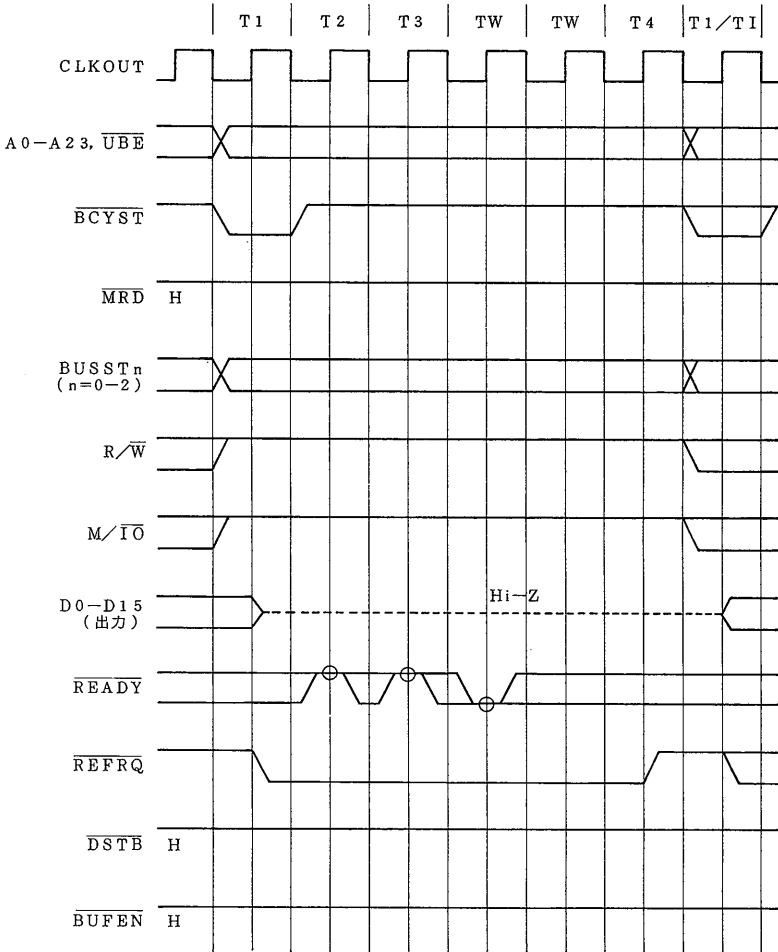 T1 T2 T3 TW TW T4 T1/TI
CLKOUT
A0-A23, UBE
BCYST
MRD H
BUSSTn
(n=0-2)
R/W
M/IO
Hi-Z
D0-D15
(出力)
READY
REFRQ
DSTB H
BUFEN H